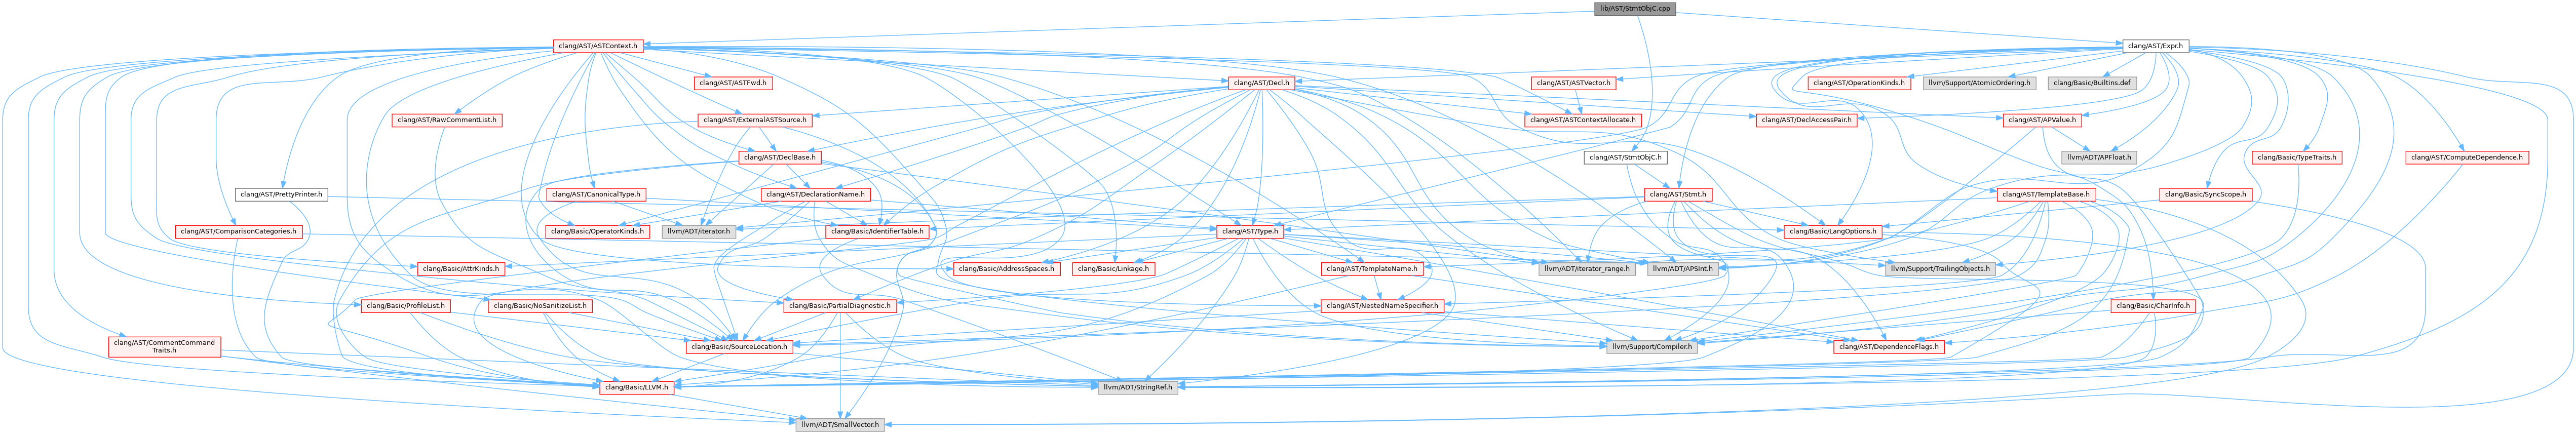 lib/AST/StmtObjC.cpp
clang/AST/ASTContext.h
clang/AST/Expr.h
clang/AST/ASTFwd.h
clang/AST/Decl.h
clang/AST/ASTVector.h
clang/AST/OperationKinds.h
llvm/Support/AtomicOrdering.h
clang/Basic/Builtins.def
clang/AST/RawCommentList.h
clang/AST/ExternalASTSource.h
clang/AST/ASTContextAllocate.h
clang/AST/DeclAccessPair.h
clang/AST/APValue.h
clang/AST/DeclBase.h
clang/AST/StmtObjC.h
llvm/ADT/APFloat.h
clang/Basic/TypeTraits.h
clang/AST/ComputeDependence.h
clang/AST/PrettyPrinter.h
clang/AST/CanonicalType.h
clang/AST/DeclarationName.h
clang/AST/Stmt.h
clang/AST/TemplateBase.h
clang/Basic/SyncScope.h
clang/AST/ComparisonCategories.h
clang/Basic/OperatorKinds.h
llvm/ADT/iterator.h
clang/Basic/IdentifierTable.h
clang/AST/Type.h
clang/Basic/LangOptions.h
clang/Basic/AttrKinds.h
clang/Basic/AddressSpaces.h
clang/Basic/Linkage.h
clang/AST/TemplateName.h
llvm/ADT/iterator_range.h
llvm/ADT/APSInt.h
llvm/Support/TrailingObjects.h
clang/Basic/ProfileList.h
clang/Basic/NoSanitizeList.h
clang/Basic/PartialDiagnostic.h
clang/AST/NestedNameSpecifier.h
clang/Basic/CharInfo.h
clang/AST/CommentCommand
Traits.h
clang/Basic/SourceLocation.h
llvm/Support/Compiler.h
clang/AST/DependenceFlags.h
clang/Basic/LLVM.h
llvm/ADT/StringRef.h
llvm/ADT/SmallVector.h